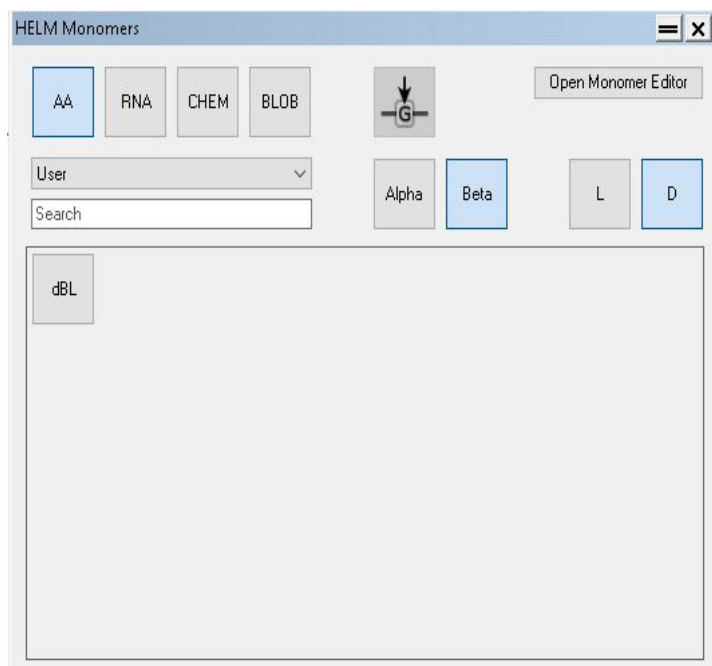 HELM Monomers
AA RNA CHEM BLOB G Open Monomer Editor
User Alpha Beta L D
Search
dBL